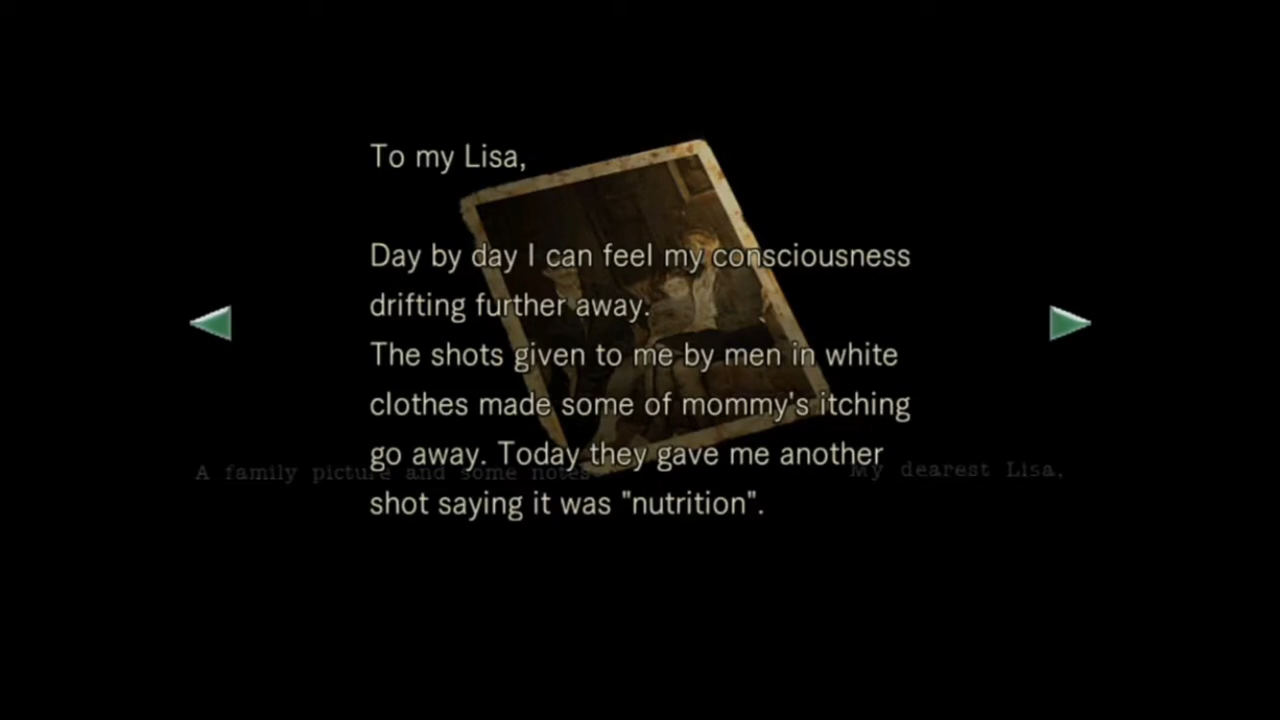 To my Lisa,
Day by day I can feel my consciousness
drifting further away.
The shots given to me by men in white
clothes made some of mommy's itching
go away. Today they gave me another
A family picture and some notes
My dearest Lisa.
shot saying it was "nutrition".